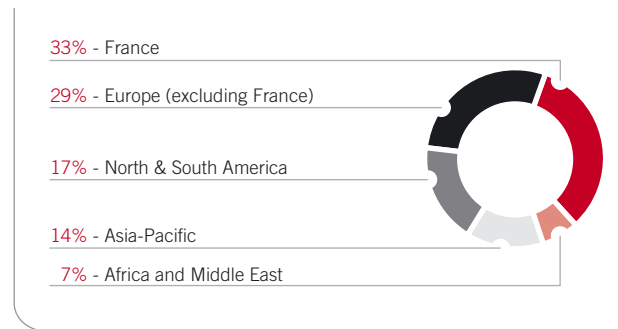 33% - France
29% - Europe (excluding France)
17% - North & South America
14% - Asia-Pacific
7% - Africa and Middle East